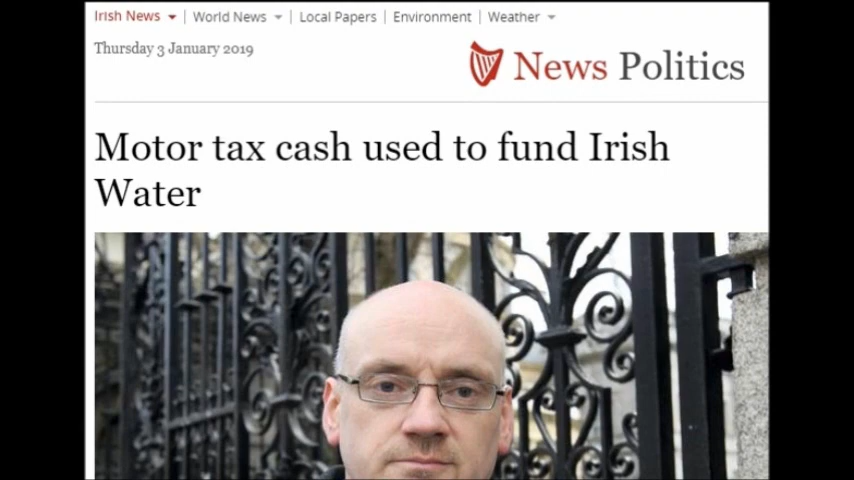 Irish News | World News | Local Papers | Environment | Weather
Thursday 3 January 2019
News Politics
Motor tax cash used to fund Irish
Water